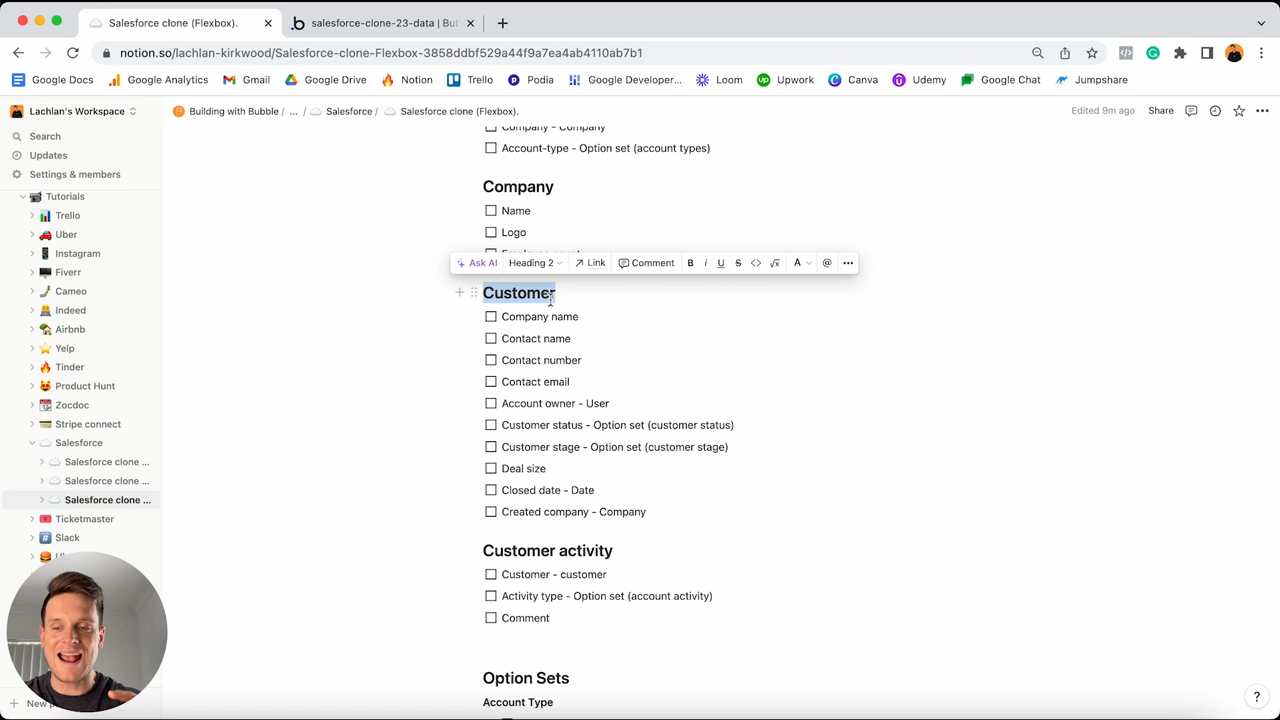 Salesforce clone (Flexbox).
salesforce-clone-23-data | Bu
notion.so/lachlan-kirkwood/Salesforce-clone-Flexbox-3858ddbf529a44f9a7ea4ab4110ab7b1
Google Docs
Google Analytics
Gmail
Google Drive
Notion
Trello
Podia
Google Developer...
Loom
Upwork
Canva
Udemy
Google Chat
Jumpshare
Lachlan's Workspace
Building with Bubble / ... / Salesforce / Salesforce clone (Flexbox).
Edited 9m ago
Share
Search
Updates
Settings & members
Tutorials
Trello
Uber
Instagram
Fiverr
Cameo
Indeed
Airbnb
Yelp
Tinder
Product Hunt
Zocdoc
Stripe connect
Salesforce
Salesforce clone ...
Salesforce clone ...
Salesforce clone ...
Ticketmaster
Slack
Company - Company
Account-type - Option set (account types)
Company
Name
Logo
Ask AI
Heading 2
Link
Comment
B
i
U
S
A
@
Customer
Company name
Contact name
Contact number
Contact email
Account owner - User
Customer status - Option set (customer status)
Customer stage - Option set (customer stage)
Deal size
Closed date - Date
Created company - Company
Customer activity
Customer - customer
Activity type - Option set (account activity)
Comment
Option Sets
Account Type
+ New
?